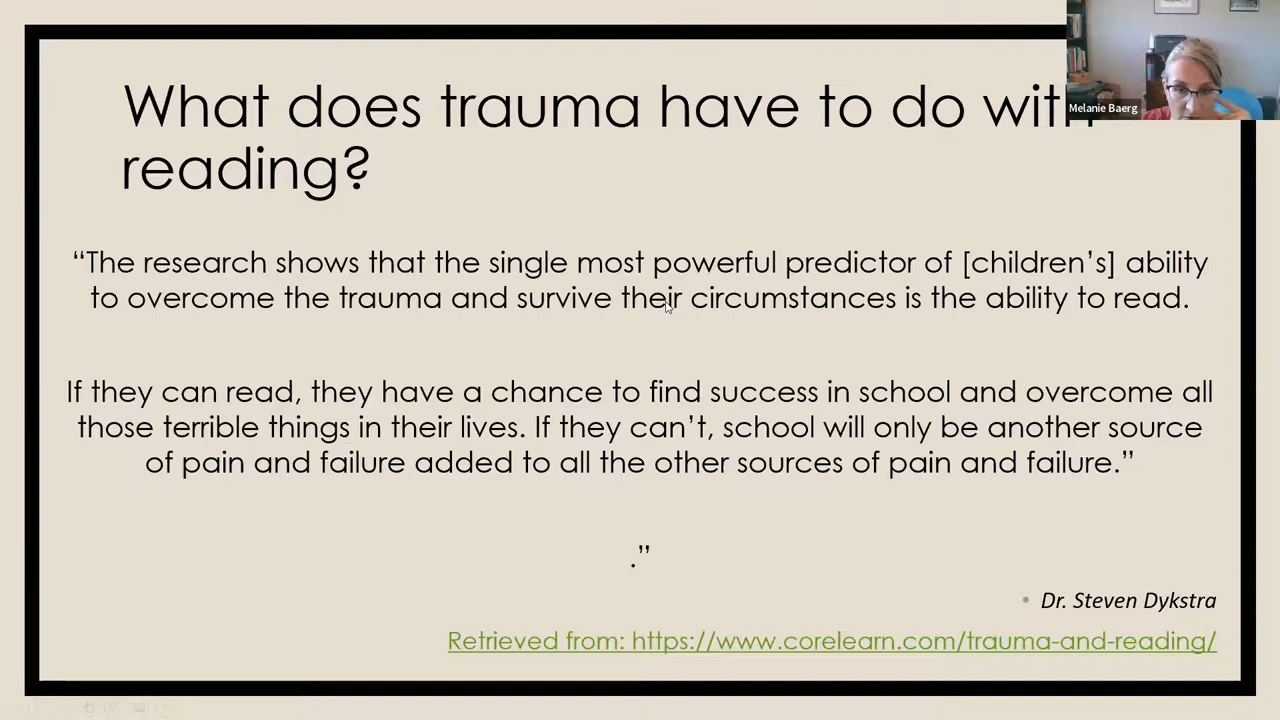 What does trauma have to do with
reading?
Melanie Baerg
“The research shows that the single most powerful predictor of [children’s] ability
to overcome the trauma and survive their circumstances is the ability to read.
If they can read, they have a chance to find success in school and overcome all
those terrible things in their lives. If they can’t, school will only be another source
of pain and failure added to all the other sources of pain and failure.”
.”
• Dr. Steven Dykstra
Retrieved from: https://www.corelearn.com/trauma-and-reading/